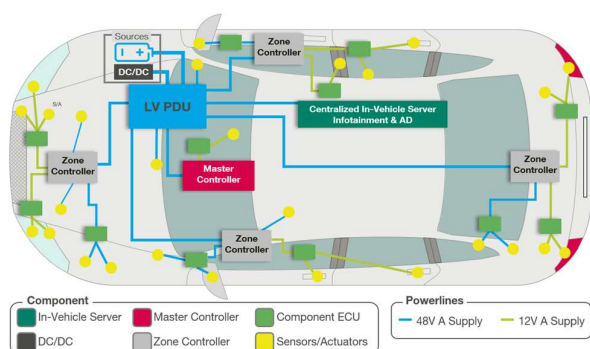 Sources
DC/DC
LV PDU
Zone
Controller
Centralized In-Vehicle Server
Infotainment & AD
S/A
Zone
Controller
Master
Controller
Zone
Controller
Zone
Controller
Component
In-Vehicle Server
Master Controller
Component ECU
DC/DC
Zone Controller
Sensors/Actuators
Powerlines
48V A Supply
12V A Supply